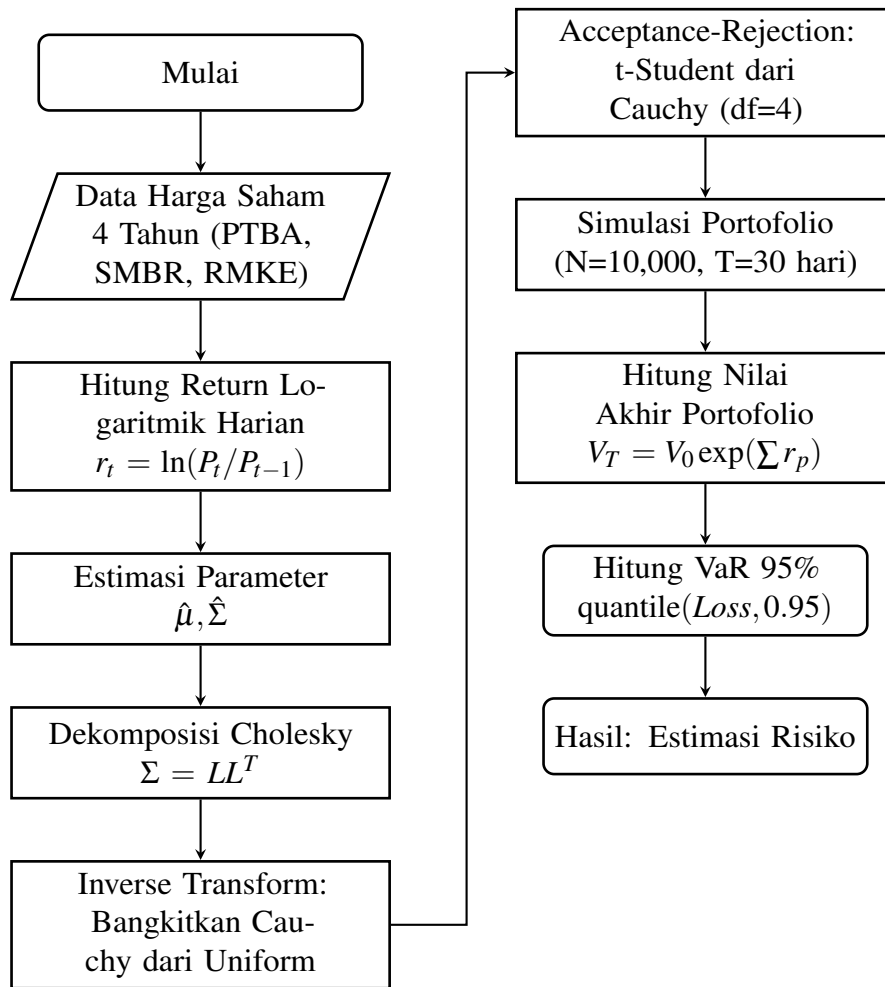 Mulai
Data Harga Saham
4 Tahun (PTBA,
SMBR, RMKE)
Hitung Return Lo-
garitmik Harian
r_t = ln(P_t/P_{t−1})
Estimasi Parameter
μ̂, Σ̂
Dekomposisi Cholesky
Σ = LL^T
Inverse Transform:
Bangkitkan Cau-
chy dari Uniform
Acceptance-Rejection:
t-Student dari
Cauchy (df=4)
Simulasi Portofolio
(N=10,000, T=30 hari)
Hitung Nilai
Akhir Portofolio
V_T = V_0 exp(∑ r_p)
Hitung VaR 95%
quantile(Loss, 0.95)
Hasil: Estimasi Risiko